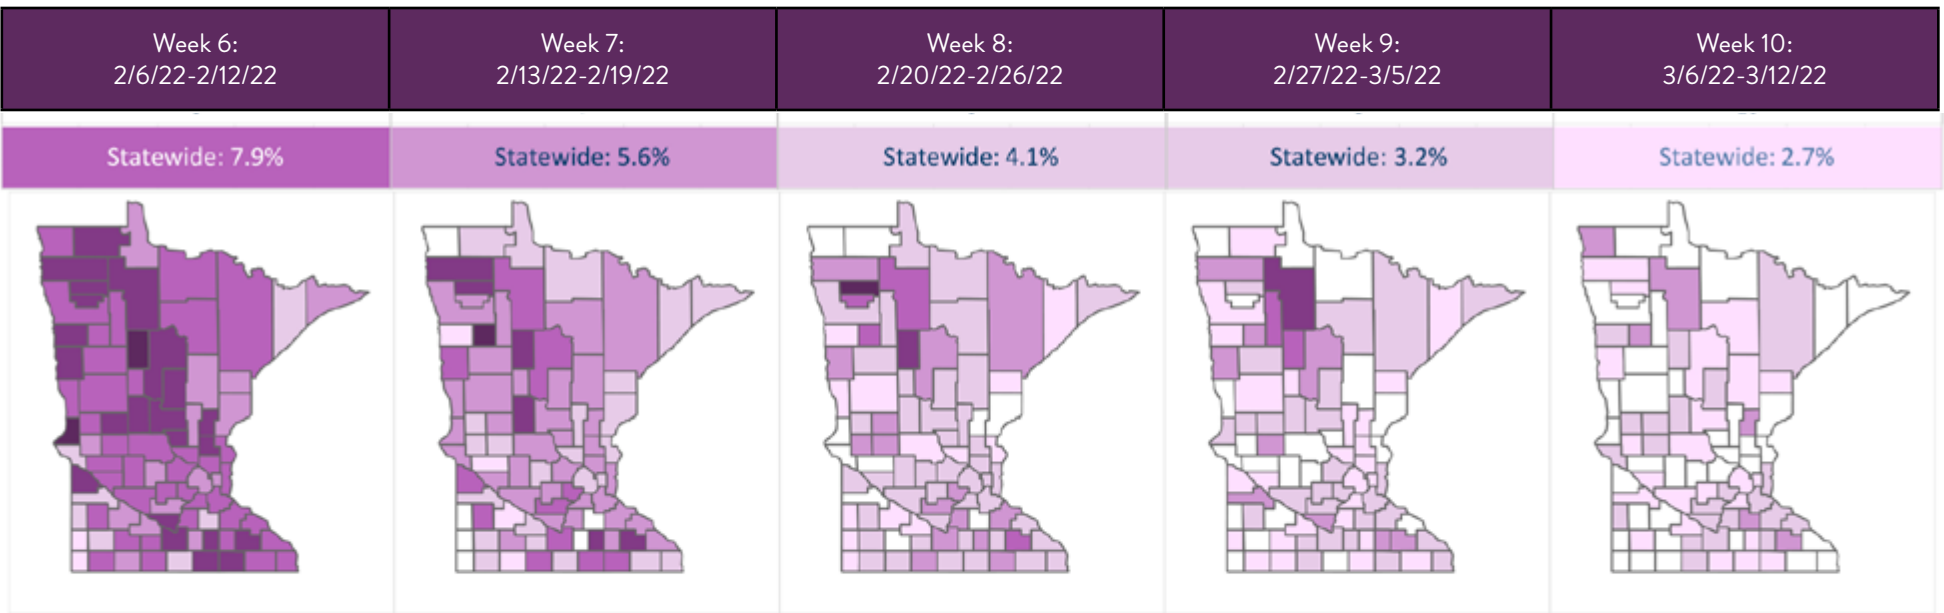 Week 6:
2/6/22-2/12/22
Week 7:
2/13/22-2/19/22
Week 8:
2/20/22-2/26/22
Week 9:
2/27/22-3/5/22
Week 10:
3/6/22-3/12/22
Statewide: 7.9%
Statewide: 5.6%
Statewide: 4.1%
Statewide: 3.2%
Statewide: 2.7%